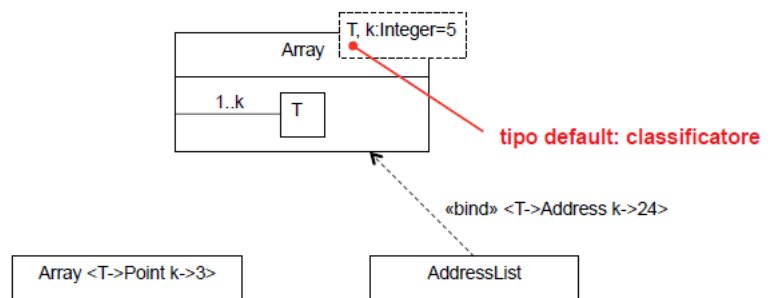 T, k:Integer=5
Array
1..k
T
tipo default: classificatore
«bind» <T->Address k->24>
Array <T->Point k->3>
AddressList